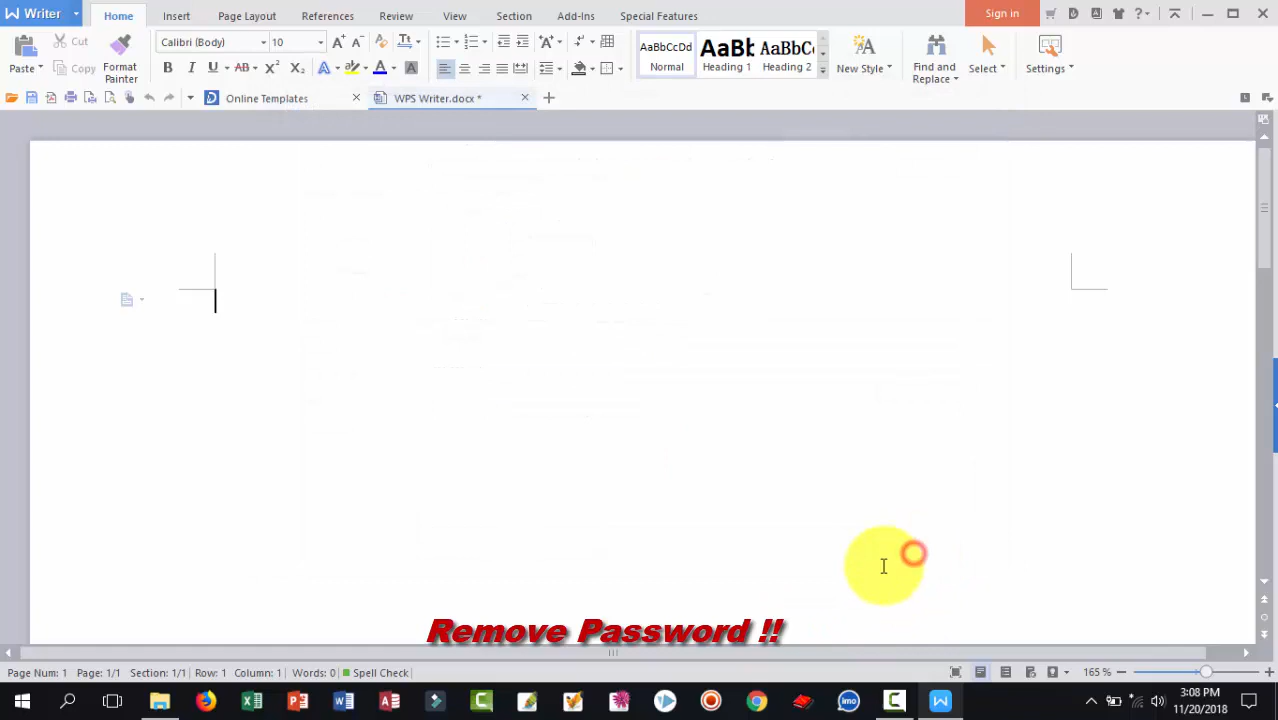 Writer
Home Insert Page Layout References Review View Section Add-Ins Special Features Sign in
Paste Cut Copy Format Painter Calibri (Body) 10 AaBbCcDd Normal AaBb Heading 1 AaBbC Heading 2 New Style Find and Replace Select Settings
Online Templates WPS Writer.docx *
Remove Password !!
Page Num: 1 Page: 1/1 Section: 1/1 Row: 1 Column: 1 Words: 0 Spell Check 165 %
3:08 PM
11/20/2018